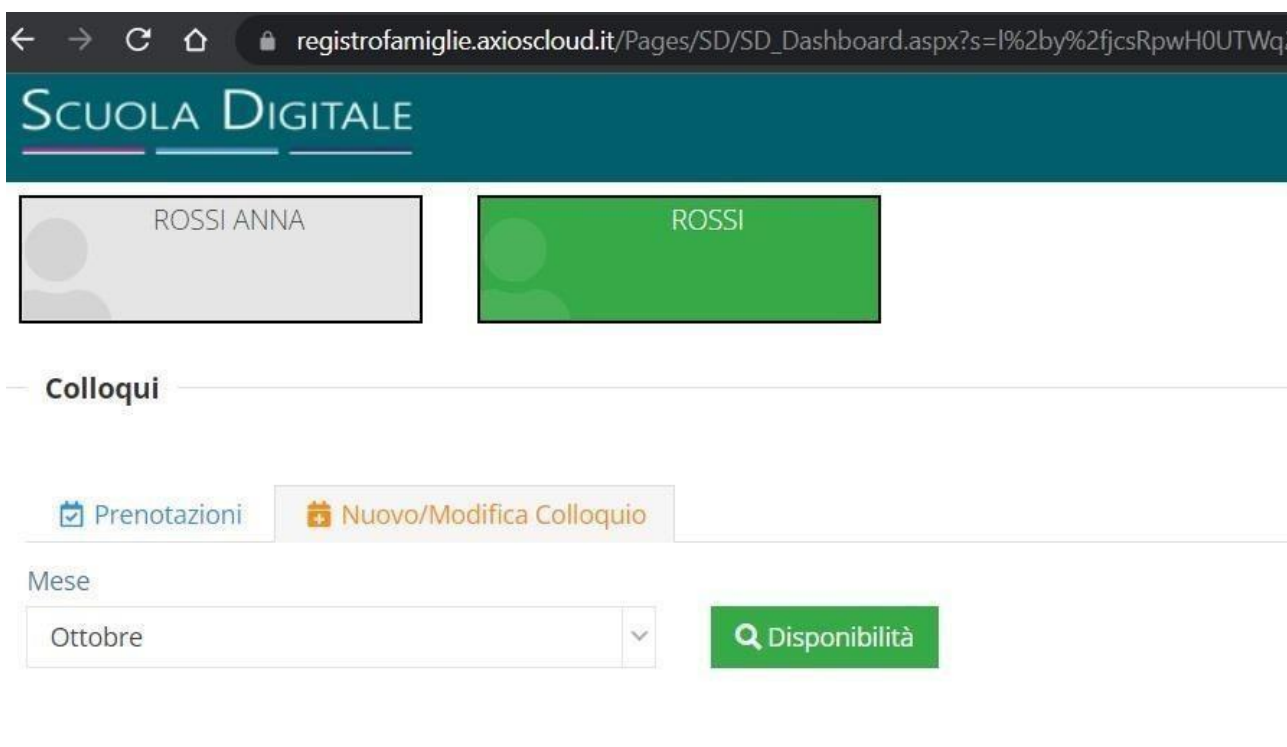 registrofamiglie.axioscloud.it/Pages/SD/SD_Dashboard.aspx?s=l%2by%2fjcsRpwH0UTWq
SCUOLA DIGITALE
ROSSI ANNA
ROSSI
Colloqui
Prenotazioni
Nuovo/Modifica Colloquio
Mese
Ottobre
Disponibilità